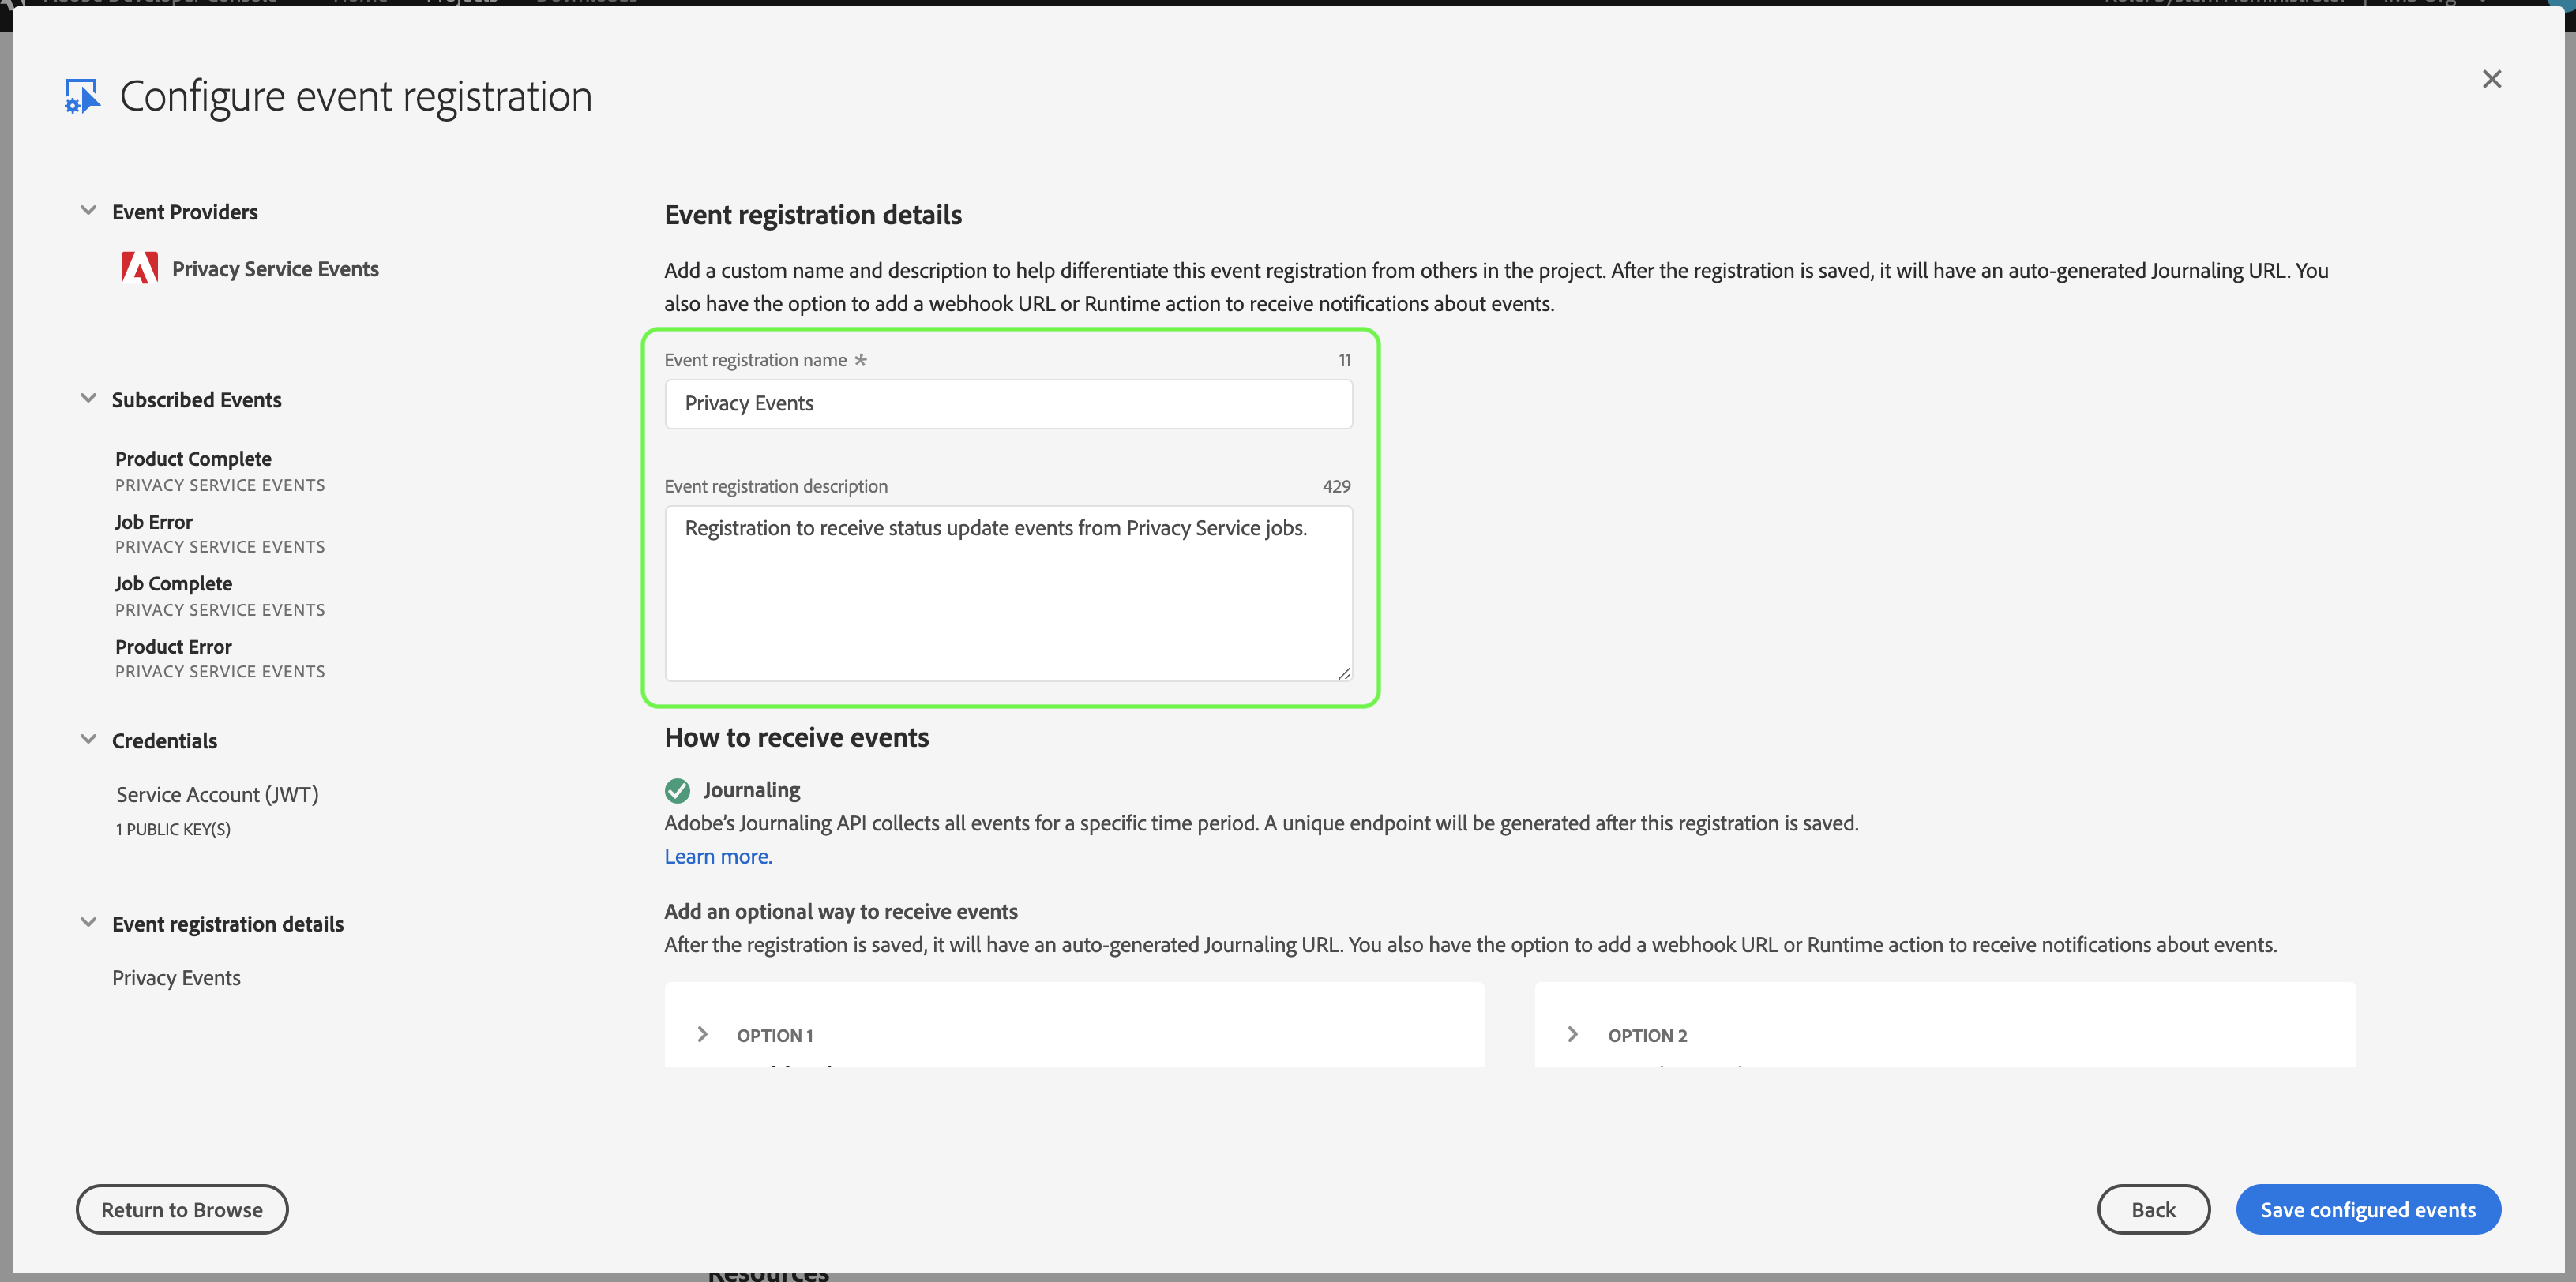 Adobe Developer Console Home Projects Downloads
Configure event registration
Event Providers
Privacy Service Events
Subscribed Events
Product Complete
PRIVACY SERVICE EVENTS
Job Error
PRIVACY SERVICE EVENTS
Job Complete
PRIVACY SERVICE EVENTS
Product Error
PRIVACY SERVICE EVENTS
Credentials
Service Account (JWT)
1 PUBLIC KEY(S)
Event registration details
Privacy Events
Event registration details
Add a custom name and description to help differentiate this event registration from others in the project. After the registration is saved, it will have an auto-generated Journaling URL. You
also have the option to add a webhook URL or Runtime action to receive notifications about events.
Event registration name * 11
Privacy Events
Event registration description 429
Registration to receive status update events from Privacy Service jobs.
How to receive events
Journaling
Adobe's Journaling API collects all events for a specific time period. A unique endpoint will be generated after this registration is saved.
Learn more.
Add an optional way to receive events
After the registration is saved, it will have an auto-generated Journaling URL. You also have the option to add a webhook URL or Runtime action to receive notifications about events.
OPTION 1
OPTION 2
Return to Browse
Back
Save configured events
Resources